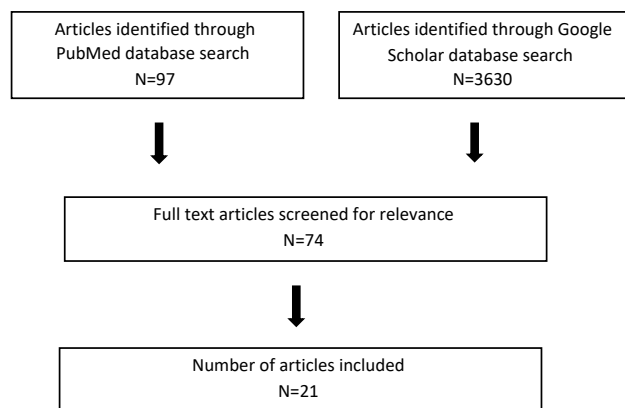 Articles identified through
PubMed database search
N=97
Articles identified through Google
Scholar database search
N=3630
Full text articles screened for relevance
N=74
Number of articles included
N=21